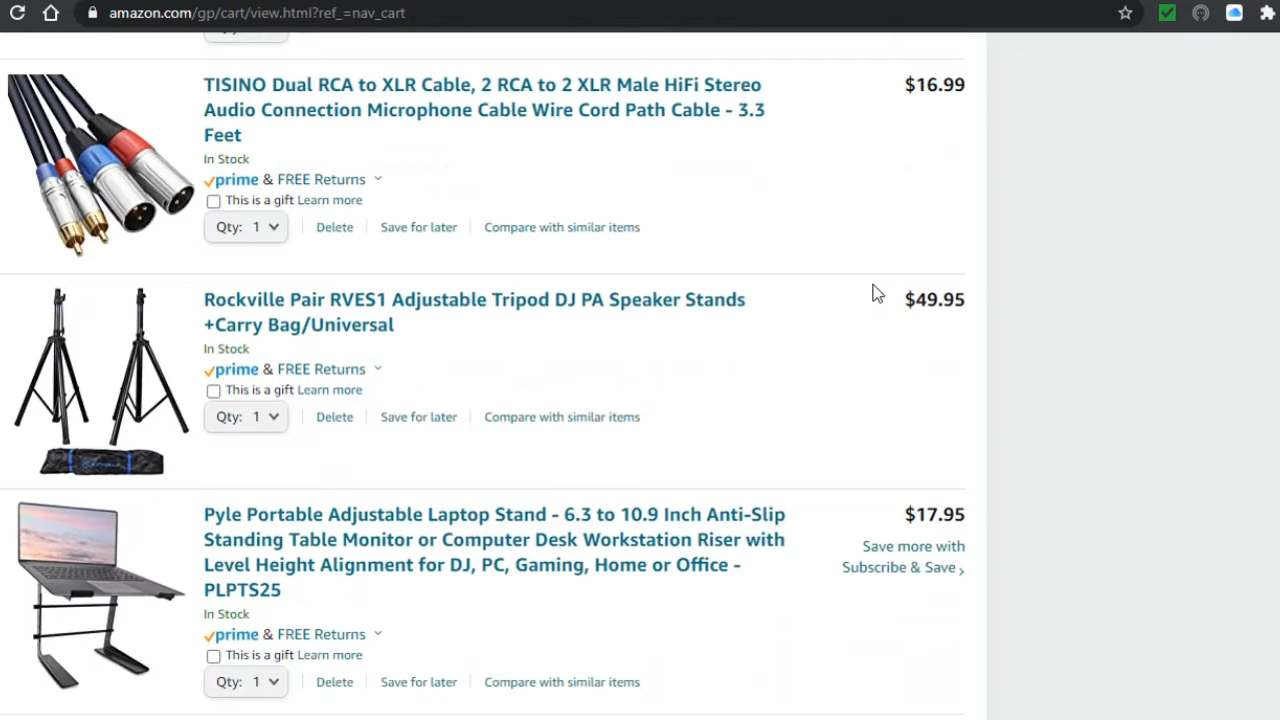 amazon.com/gp/cart/view.html?ref_=nav_cart
TISINO Dual RCA to XLR Cable, 2 RCA to 2 XLR Male HiFi Stereo
$16.99
Audio Connection Microphone Cable Wire Cord Path Cable - 3.3
Feet
In Stock
prime & FREE Returns
This is a gift Learn more
Qty: 1 Delete Save for later Compare with similar items
Rockville Pair RVES1 Adjustable Tripod DJ PA Speaker Stands
$49.95
+Carry Bag/Universal
In Stock
prime & FREE Returns
This is a gift Learn more
Qty: 1 Delete Save for later Compare with similar items
Pyle Portable Adjustable Laptop Stand - 6.3 to 10.9 Inch Anti-Slip
$17.95
Standing Table Monitor or Computer Desk Workstation Riser with
Save more with
Level Height Alignment for DJ, PC, Gaming, Home or Office -
Subscribe & Save
PLPTS25
In Stock
prime & FREE Returns
This is a gift Learn more
Qty: 1 Delete Save for later Compare with similar items